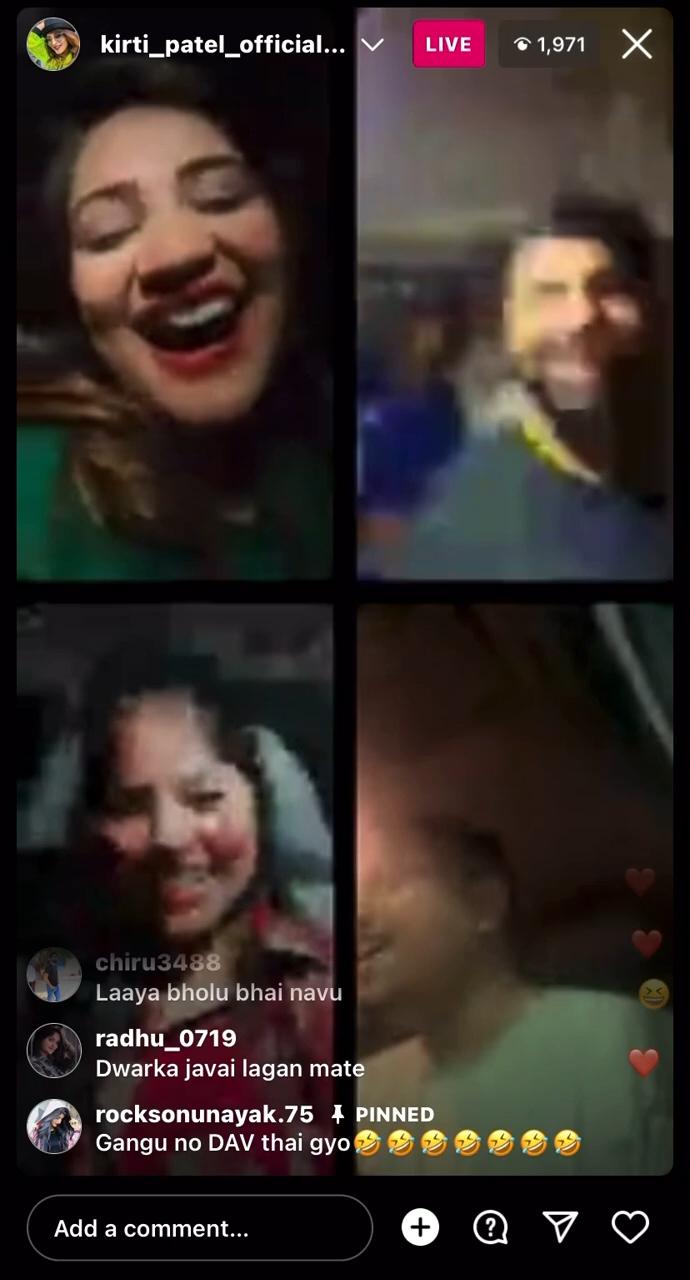 kirti_patel_official...
LIVE
1,971
chiru3488
Laaya bholu bhai navu
radhu_0719
Dwarka javai lagan mate
rocksonunayak.75 PINNED
Gangu no DAV thai gyo🤣🤣🤣🤣🤣🤣🤣
Add a comment...